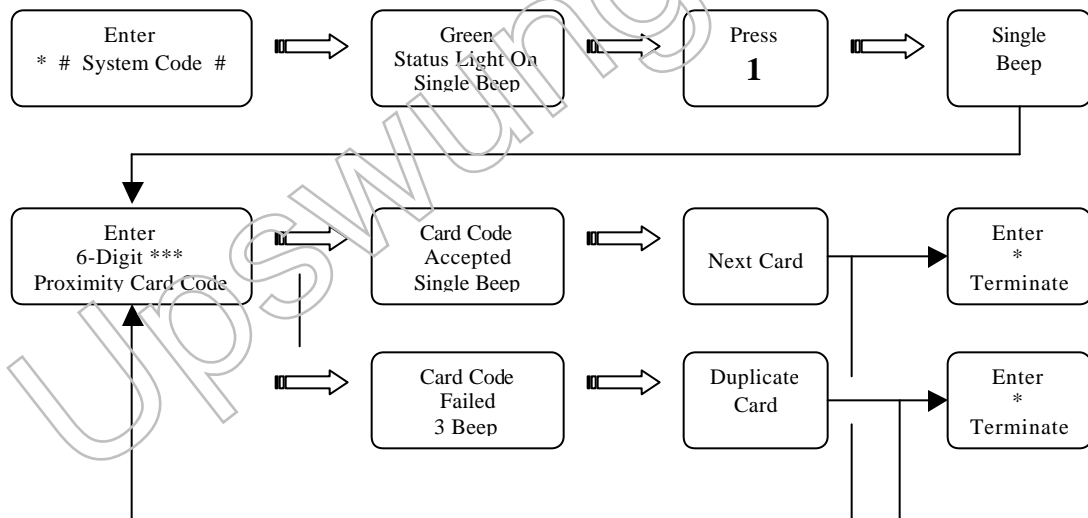 Enter
* # System Code #
Green
Status Light On
Single Beep
Press
1
Single
Beep
Enter
6-Digit ***
Proximity Card Code
Card Code
Accepted
Single Beep
Next Card
Enter
*
Terminate
Card Code
Failed
3 Beep
Duplicate
Card
Enter
*
Terminate
Upswung